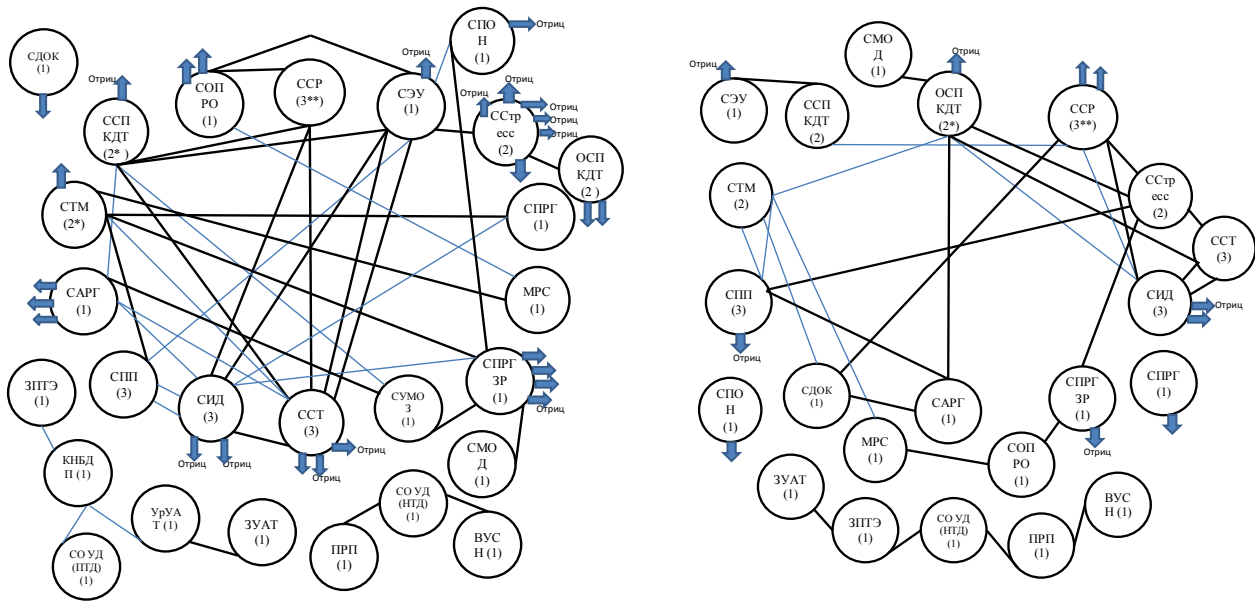 СДОК
(1)
Отриц
ССП
КДТ
(2* )
СОП
РО
(1)
ССР
(3**)
Отриц
СЭУ
(1)
СПО
Н
(1)
Отриц
Отриц
Отриц
ССтр
есс
(2)
Отриц
Отриц
Отриц
ОСП
КДТ
(2 )
СТМ
(2*)
СПРГ
(1)
САРГ
(1)
МРС
(1)
СПП
(3)
СИД
(3)
Отриц
Отриц
ССТ
(3)
Отриц
СУМО
З
(1)
СПРГ
ЗР
(1)
Отриц
СМО
Д
(1)
ЗПТЭ
(1)
КНБД
П (1)
СО УД
(ПТД)
(1)
УрУА
Т (1)
ЗУАТ
(1)
ПРП
(1)
СО УД
(НТД)
(1)
ВУС
Н (1)
Отриц
СЭУ
(1)
ССП
КДТ
(2)
СМО
Д
(1)
Отриц
ОСП
КДТ
(2*)
ССР
(3**)
СТМ
(2)
ССтр
есс
(2)
ССТ
(3)
СПП
(3)
Отриц
СИД
(3)
Отриц
СПО
Н
(1)
СДОК
(1)
САРГ
(1)
СПРГ
ЗР
(1)
Отриц
СПРГ
(1)
МРС
(1)
СОП
РО
(1)
ЗУАТ
(1)
ЗПТЭ
(1)
СО УД
(НТД)
(1)
ПРП
(1)
ВУС
Н (1)